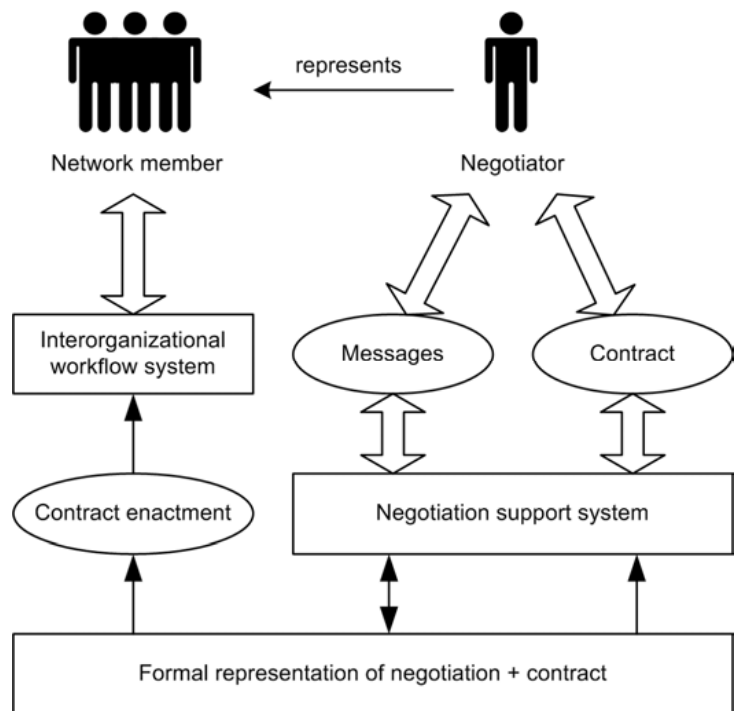 represents
Network member
Negotiator
Interorganizational
workflow system
Messages
Contract
Contract enactment
Negotiation support system
Formal representation of negotiation + contract